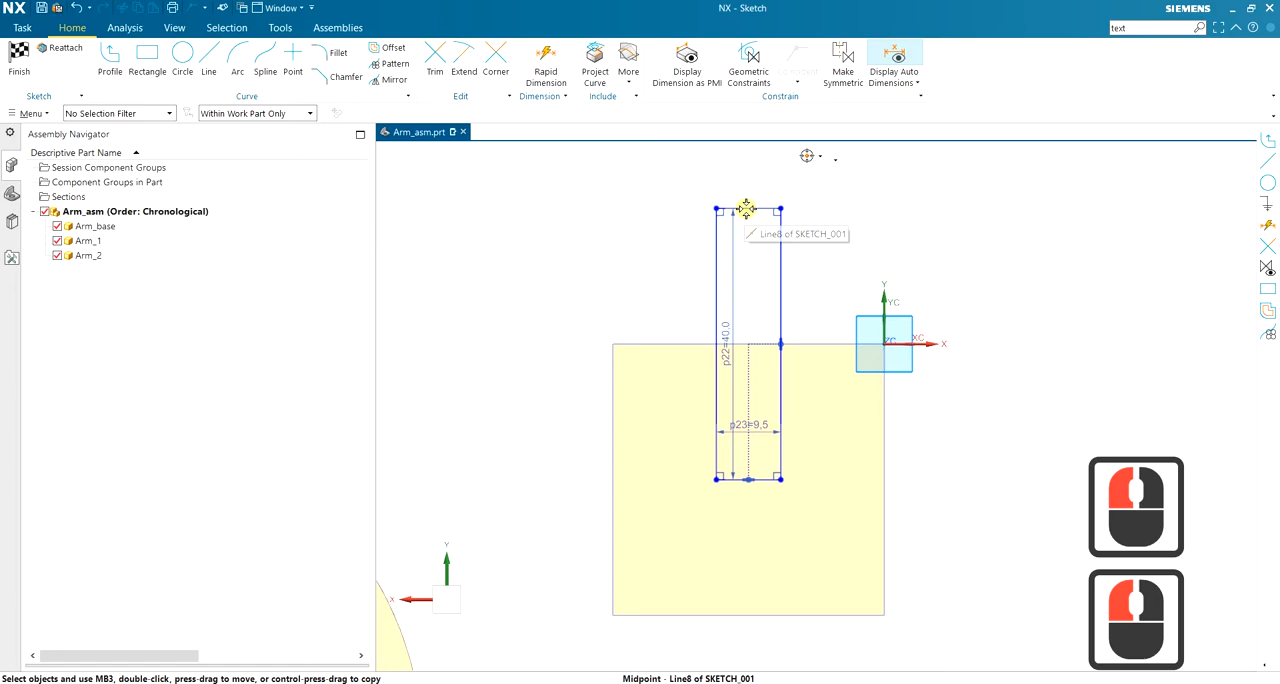 NX
Window
NX - Sketch
SIEMENS
Task
Home
Analysis
View
Selection
Tools
Assemblies
text
Finish
Reattach
Profile
Rectangle
Circle
Line
Arc
Spline
Point
Fillet
Chamfer
Offset
Pattern
Mirror
Trim
Extend
Corner
Rapid
Dimension
Project
Curve
More
Display
Dimension as PMI
Geometric
Constraints
Make
Symmetric
Display Auto
Dimensions
Sketch
Curve
Edit
Dimension
Include
Constrain
Menu
No Selection Filter
Within Work Part Only
Assembly Navigator
Arm_asm.prt
Descriptive Part Name
Session Component Groups
Component Groups in Part
Sections
Arm_asm (Order: Chronological)
Arm_base
Arm_1
Arm_2
Line8 of SKETCH_001
Y
YC
XC
X
p22=40,0
p23=9,5
Y
X
Select objects and use MB3, double-click, press-drag to move, or control-press-drag to copy
Midpoint - Line8 of SKETCH_001